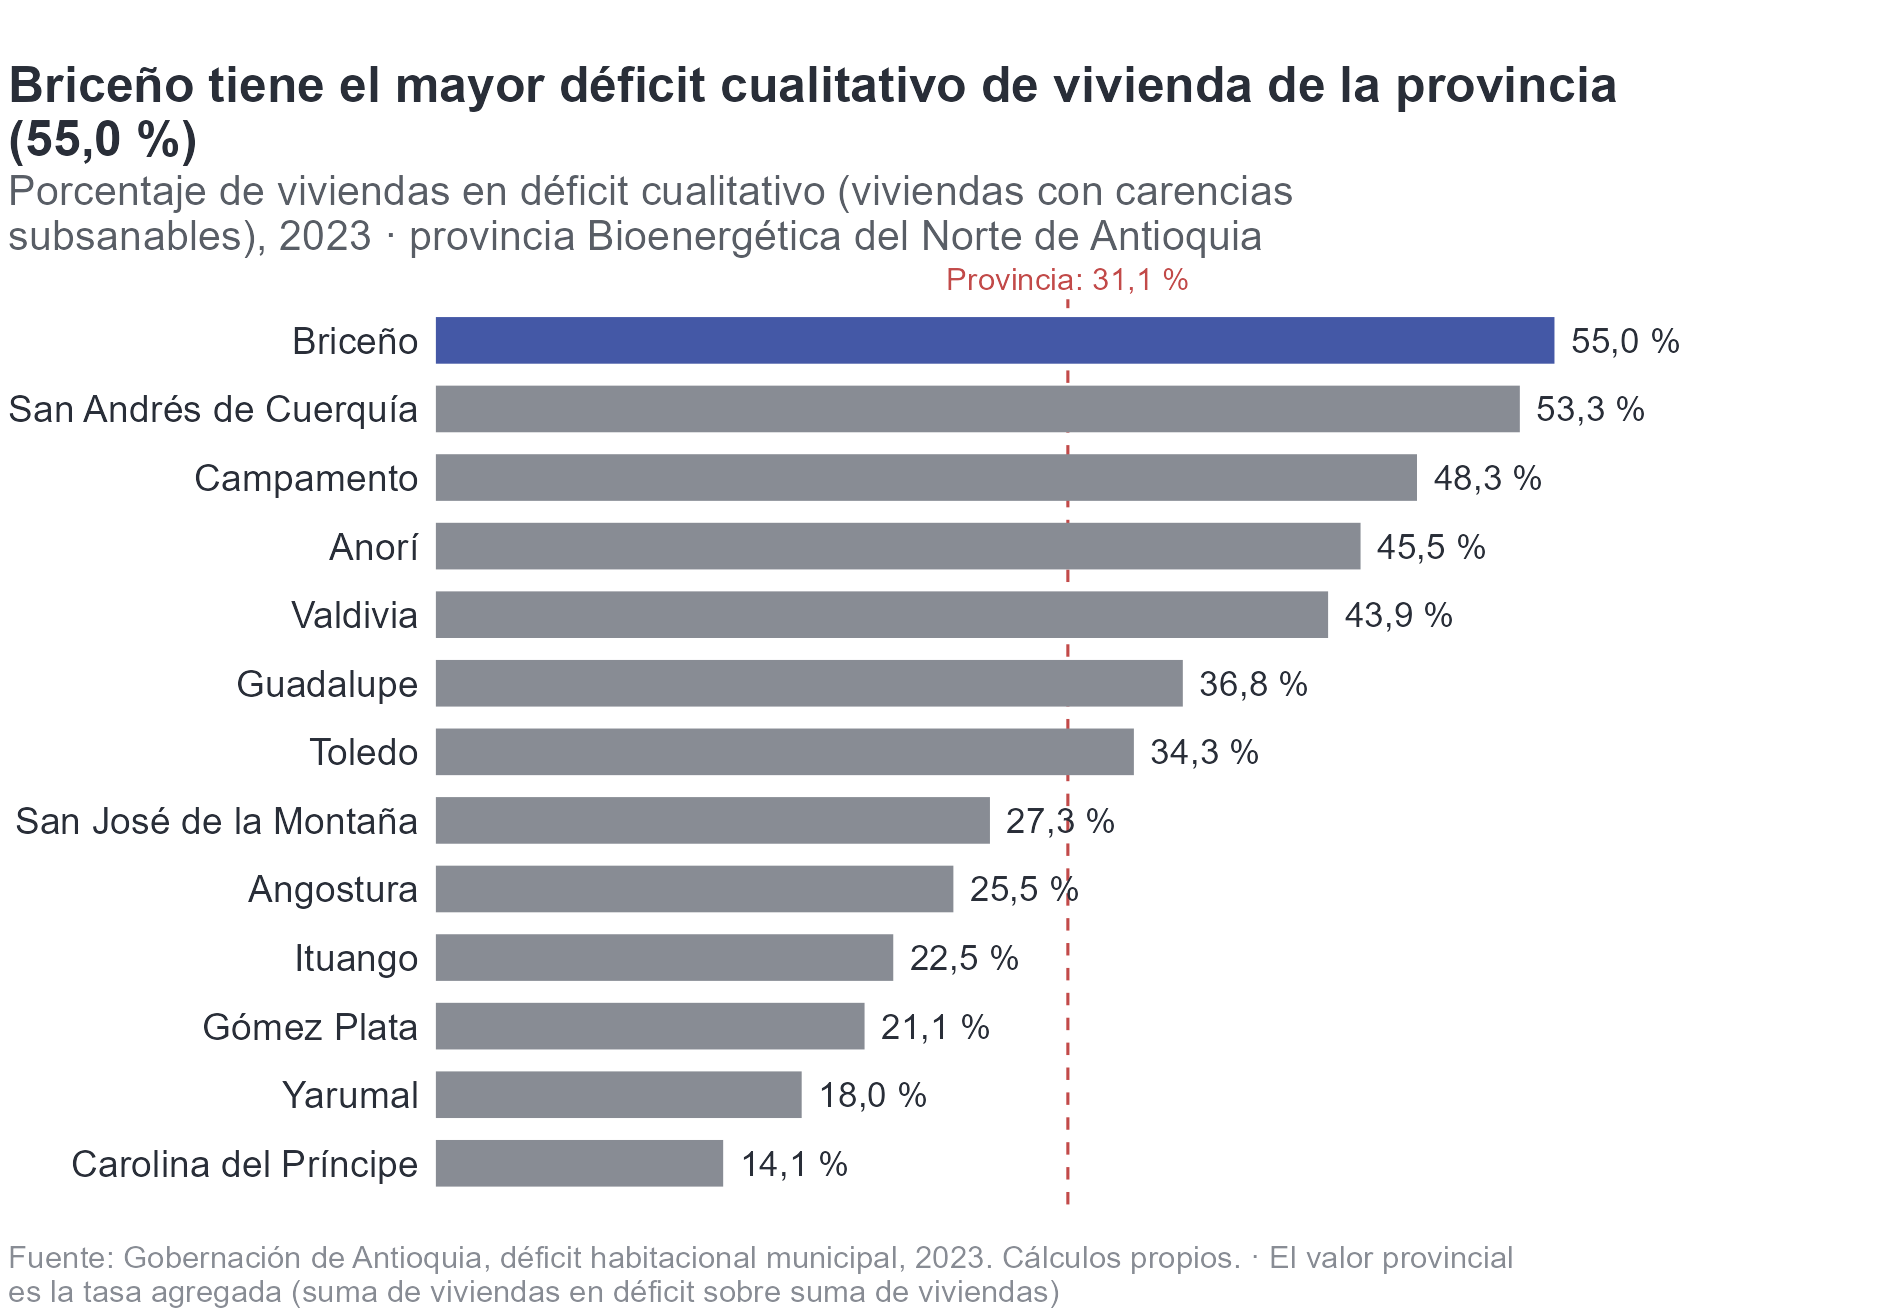 Briceño tiene el mayor déficit cualitativo de vivienda de la provincia
(55,0 %)
Porcentaje de viviendas en déficit cualitativo (viviendas con carencias
subsanables), 2023 · provincia Bioenergética del Norte de Antioquia
Provincia: 31,1 %
Briceño 55,0 %
San Andrés de Cuerquía 53,3 %
Campamento 48,3 %
Anorí 45,5 %
Valdivia 43,9 %
Guadalupe 36,8 %
Toledo 34,3 %
San José de la Montaña 27,3 %
Angostura 25,5 %
Ituango 22,5 %
Gómez Plata 21,1 %
Yarumal 18,0 %
Carolina del Príncipe 14,1 %
Fuente: Gobernación de Antioquia, déficit habitacional municipal, 2023. Cálculos propios. · El valor provincial
es la tasa agregada (suma de viviendas en déficit sobre suma de viviendas)